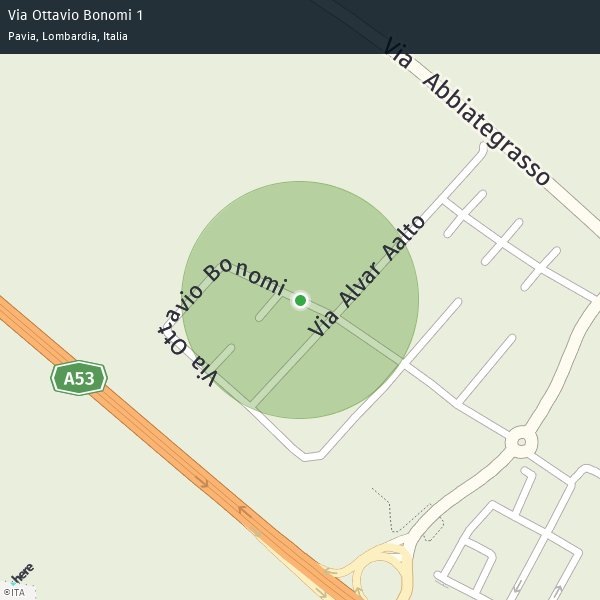 Via Ottavio Bonomi 1
Pavia, Lombardia, Italia
Via Abbiategrasso
Via Alvar Aalto
Via Ottavio Bonomi
A53
here
©ITA